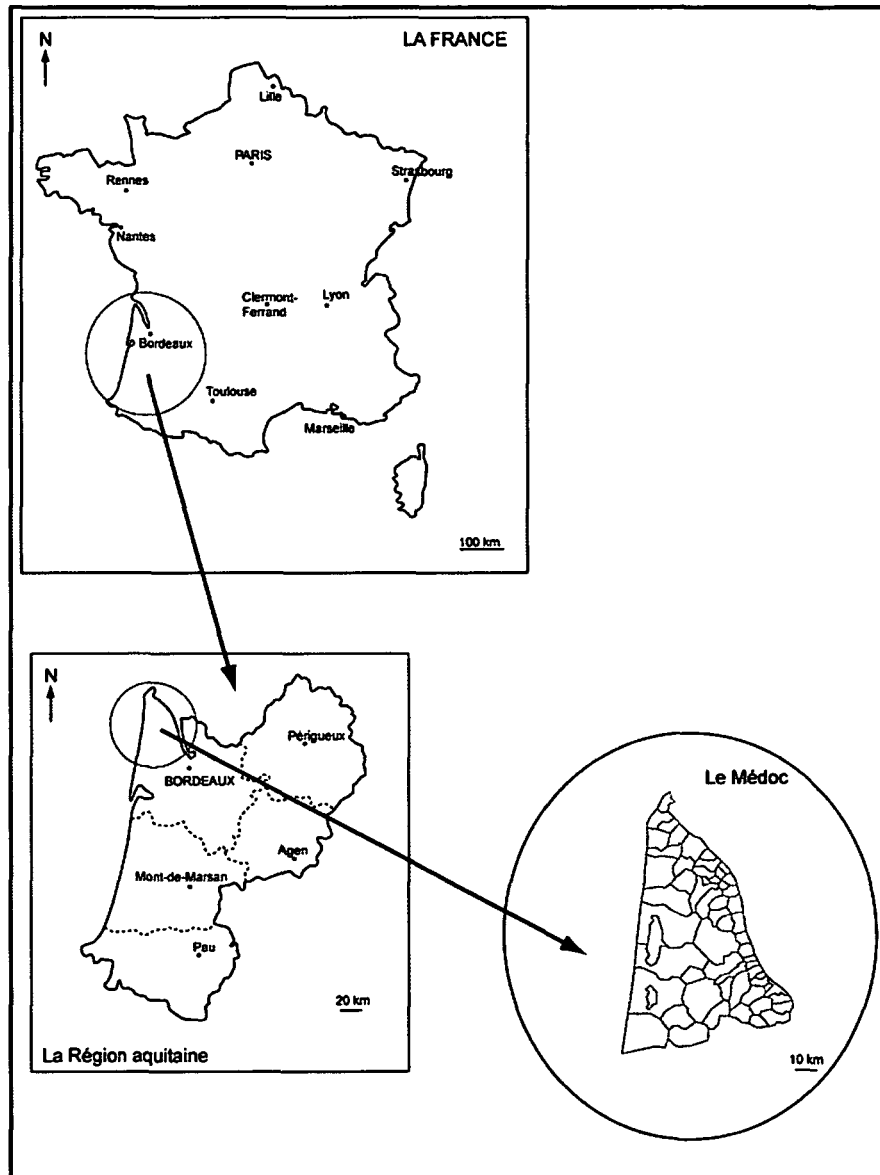 N
LA FRANCE
Lille
PARIS
Strasbourg
Rennes
Nantes
Clermont-
Ferrand
Lyon
Bordeaux
Toulouse
Marseille
100 km
N
Périgueux
BORDEAUX
Agen
Mont-de-Marsan
Pau
20 km
La Région aquitaine
Le Médoc
10 km